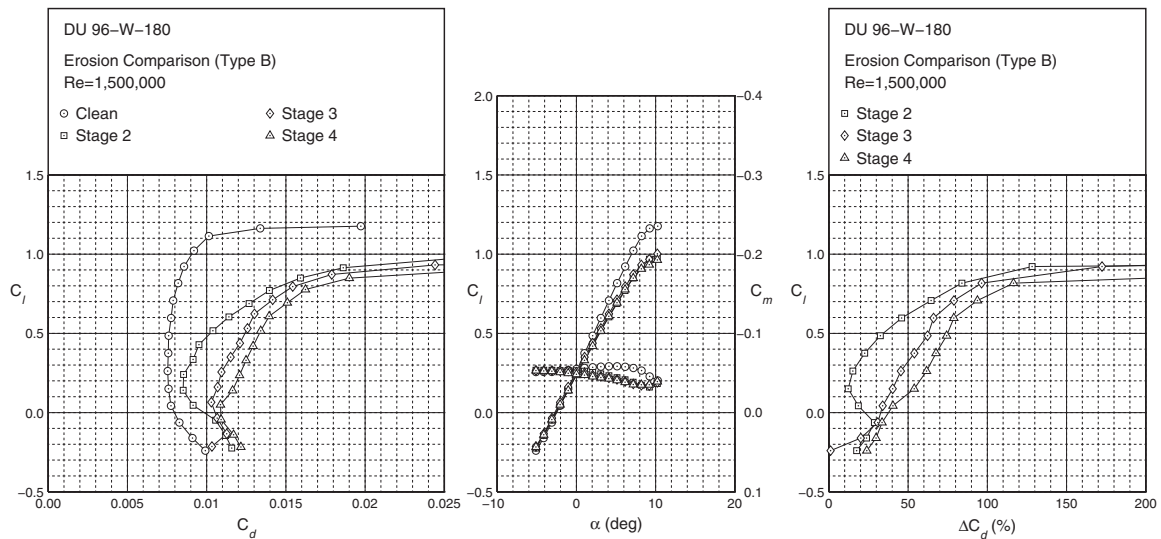 DU 96−W−180
Erosion Comparison (Type B)
Re=1,500,000
Clean
Stage 2
Stage 3
Stage 4
1.5
1.0
0.5
0.0
−0.5
C_l
0.000
0.005
0.010
0.015
0.020
0.025
C_d
2.0
1.5
1.0
0.5
0.0
−0.5
C_l
−0.4
−0.3
−0.2
−0.1
0.0
0.1
C_m
−10
0
10
20
α (deg)
DU 96−W−180
Erosion Comparison (Type B)
Re=1,500,000
Stage 2
Stage 3
Stage 4
1.5
1.0
0.5
0.0
−0.5
C_l
0
50
100
150
200
ΔC_d (%)